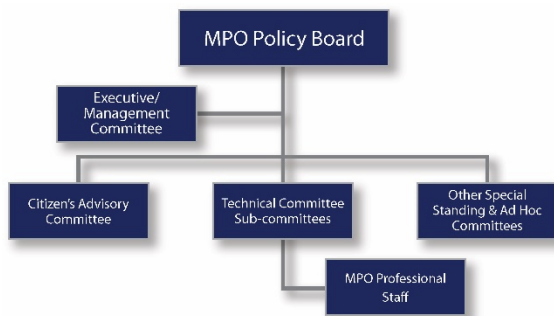 MPO Policy Board
Executive/
Management
Committee
Citizen's Advisory
Committee
Technical Committee
Sub-committees
Other Special
Standing & Ad Hoc
Committees
MPO Professional
Staff